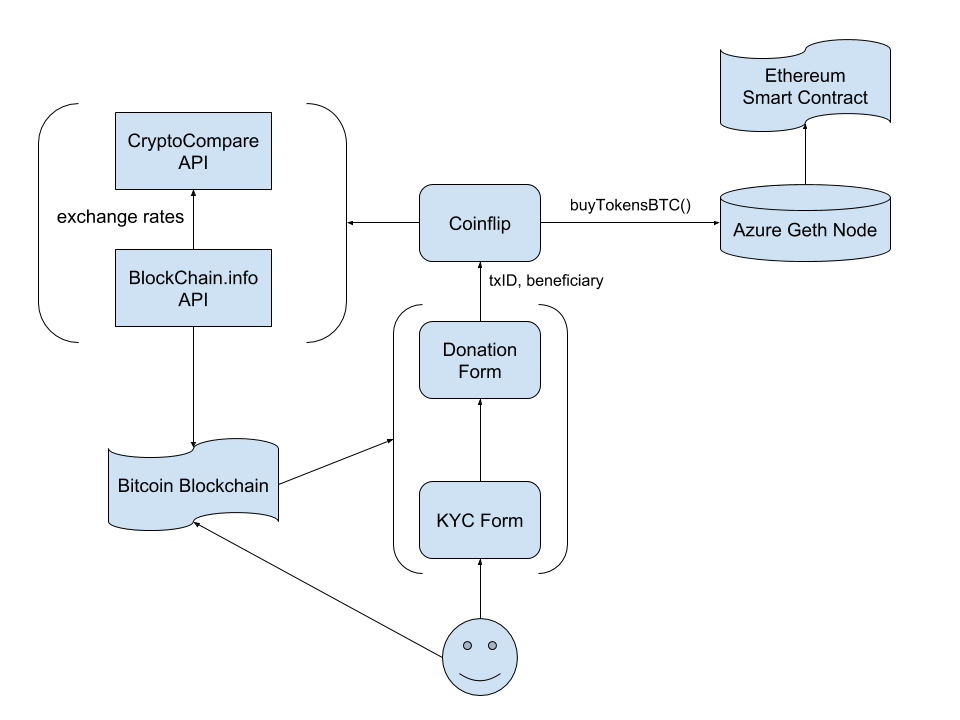 Ethereum
Smart Contract
CryptoCompare
API
exchange rates
BlockChain.info
API
Coinflip
buyTokensBTC()
Azure Geth Node
txID, beneficiary
Donation
Form
Bitcoin Blockchain
KYC Form